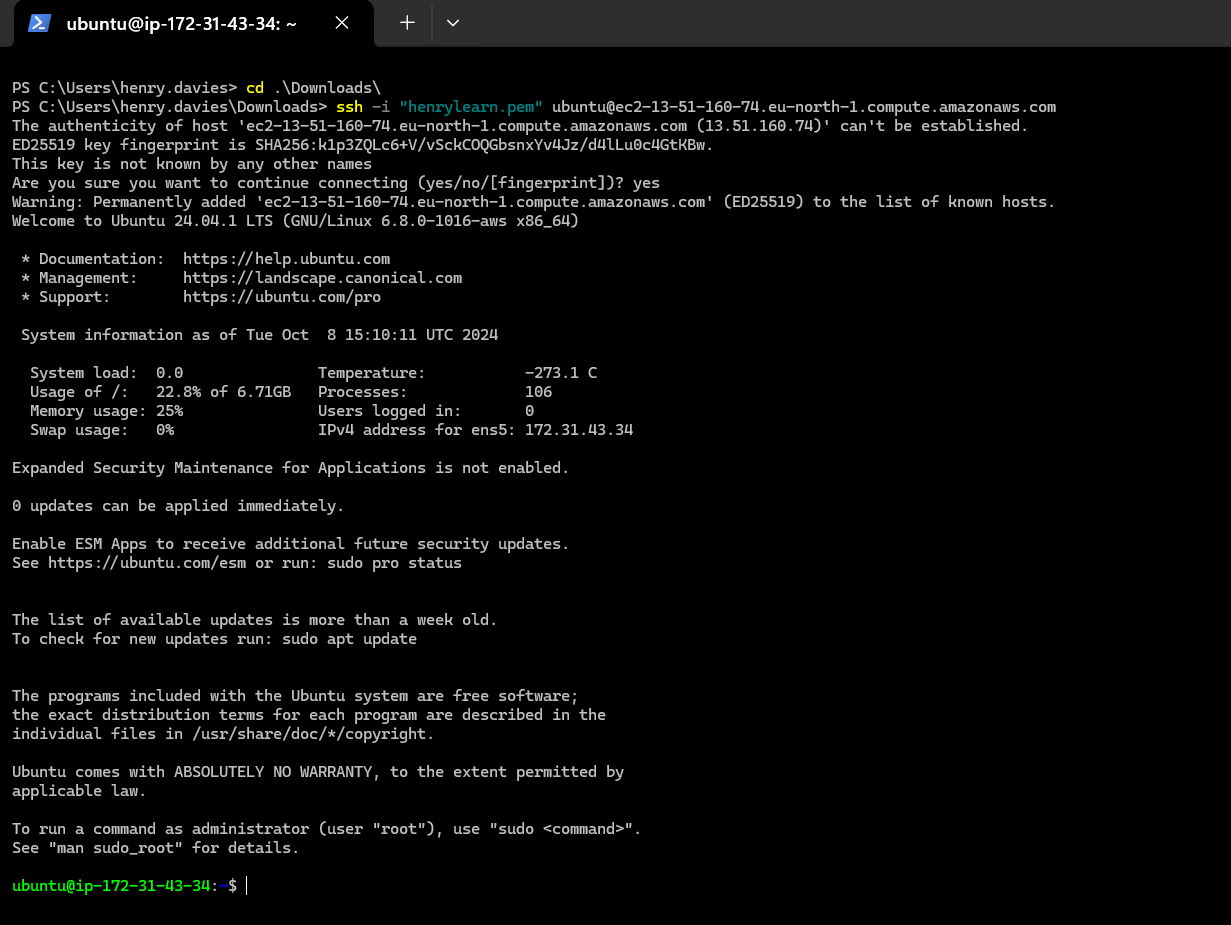 ubuntu@ip-172-31-43-34: ~
PS C:\Users\henry.davies> cd .\Downloads\
PS C:\Users\henry.davies\Downloads> ssh -i "henrylearn.pem" ubuntu@ec2-13-51-160-74.eu-north-1.compute.amazonaws.com
The authenticity of host 'ec2-13-51-160-74.eu-north-1.compute.amazonaws.com (13.51.160.74)' can't be established.
ED25519 key fingerprint is SHA256:k1p3ZQLc6+V/vSckCOQGbsnxYv4Jz/d4lLu0c4GtKBw.
This key is not known by any other names
Are you sure you want to continue connecting (yes/no/[fingerprint])? yes
Warning: Permanently added 'ec2-13-51-160-74.eu-north-1.compute.amazonaws.com' (ED25519) to the list of known hosts.
Welcome to Ubuntu 24.04.1 LTS (GNU/Linux 6.8.0-1016-aws x86_64)
* Documentation:  https://help.ubuntu.com
* Management:     https://landscape.canonical.com
* Support:        https://ubuntu.com/pro
System information as of Tue Oct  8 15:10:11 UTC 2024
System load:  0.0               Temperature:           -273.1 C
Usage of /:   22.8% of 6.71GB   Processes:             106
Memory usage: 25%               Users logged in:       0
Swap usage:   0%                IPv4 address for ens5: 172.31.43.34
Expanded Security Maintenance for Applications is not enabled.
0 updates can be applied immediately.
Enable ESM Apps to receive additional future security updates.
See https://ubuntu.com/esm or run: sudo pro status
The list of available updates is more than a week old.
To check for new updates run: sudo apt update
The programs included with the Ubuntu system are free software;
the exact distribution terms for each program are described in the
individual files in /usr/share/doc/*/copyright.
Ubuntu comes with ABSOLUTELY NO WARRANTY, to the extent permitted by
applicable law.
To run a command as administrator (user "root"), use "sudo <command>".
See "man sudo_root" for details.
ubuntu@ip-172-31-43-34:~$